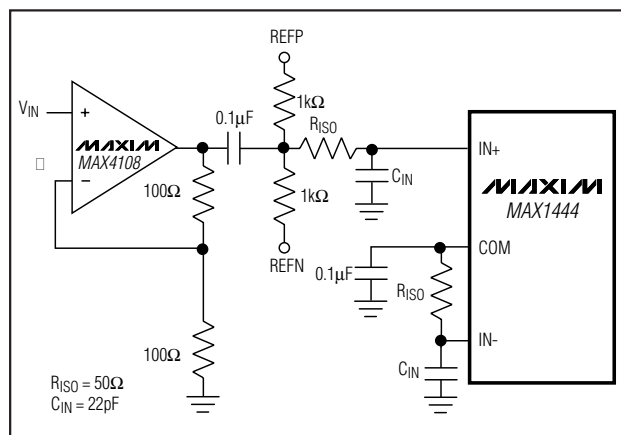 REFP
V_IN
+
MAXIM
MAX4108
−
0.1µF
1kΩ
R_ISO
IN+
C_IN
100Ω
1kΩ
MAXIM
MAX1444
REFN
COM
0.1µF
R_ISO
IN-
C_IN
100Ω
R_ISO = 50Ω
C_IN = 22pF